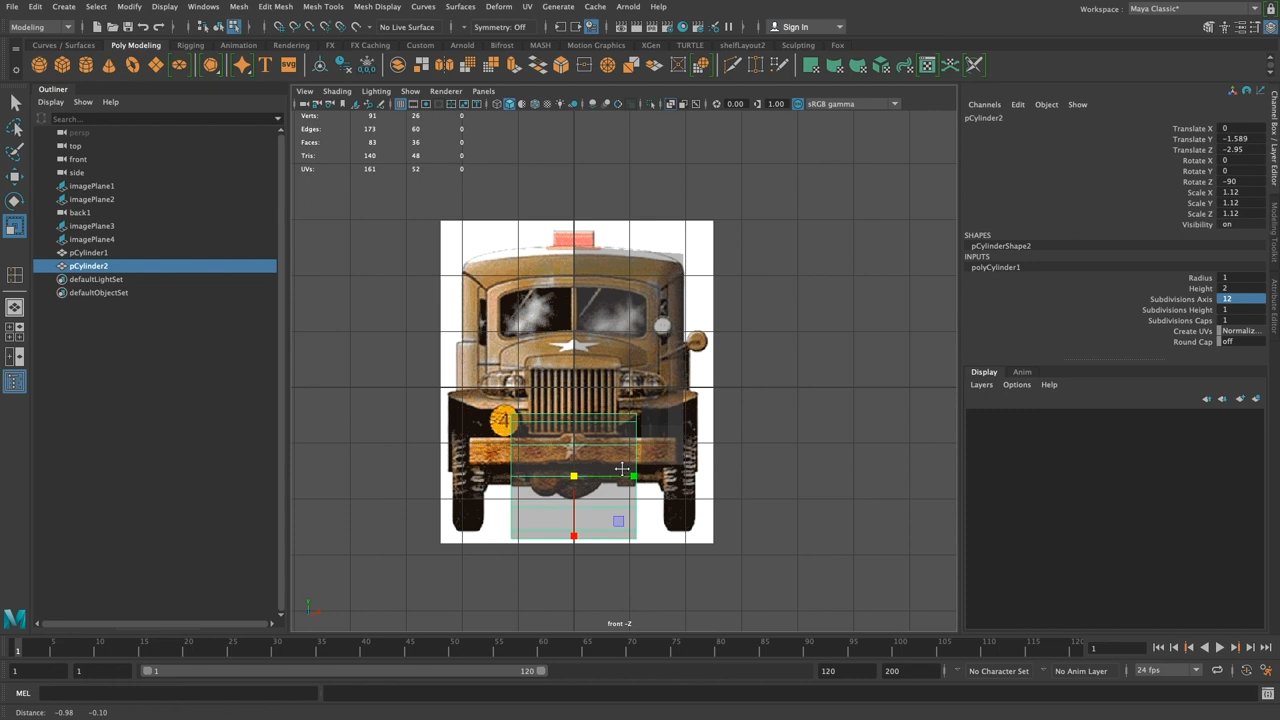 File Edit Create Select Modify Display Windows Mesh Edit Mesh Mesh Tools Mesh Display Curves Surfaces Deform UV Generate Cache Arnold Help Workspace : Maya Classic*
Modeling No Live Surface Symmetry: Off Sign In
Curves / Surfaces Poly Modeling Rigging Animation Rendering FX FX Caching Custom Arnold Bifrost MASH Motion Graphics XGen TURTLE shelfLayout2 Sculpting Fox
T SVG
Outliner
Display Show Help
Search...
persp
top
front
side
imagePlane1
imagePlane2
back1
imagePlane3
imagePlane4
pCylinder1
pCylinder2
defaultLightSet
defaultObjectSet
View Shading Lighting Show Renderer Panels
0.00 1.00 sRGB gamma
Verts: 91 26 0
Edges: 173 60 0
Faces: 83 36 0
Tris: 140 48 0
UVs: 161 52 0
4
front -Z
Channels Edit Object Show
pCylinder2
Translate X 0
Translate Y -1.589
Translate Z -2.95
Rotate X 0
Rotate Y 0
Rotate Z -90
Scale X 1.12
Scale Y 1.12
Scale Z 1.12
Visibility on
SHAPES
pCylinderShape2
INPUTS
polyCylinder1
Radius 1
Height 2
Subdivisions Axis 12
Subdivisions Height 1
Subdivisions Caps 1
Create UVs Normaliz...
Round Cap off
Display Anim
Layers Options Help
Channel Box / Layer Editor
Modeling Toolkit
Attribute Editor
5 10 15 20 25 30 35 40 45 50 55 60 65 70 75 80 85 90 95 100 105 110 115 120
1 1
1 1 1 120 120 200 No Character Set No Anim Layer 24 fps
MEL
Distance: -0.98 -0.10